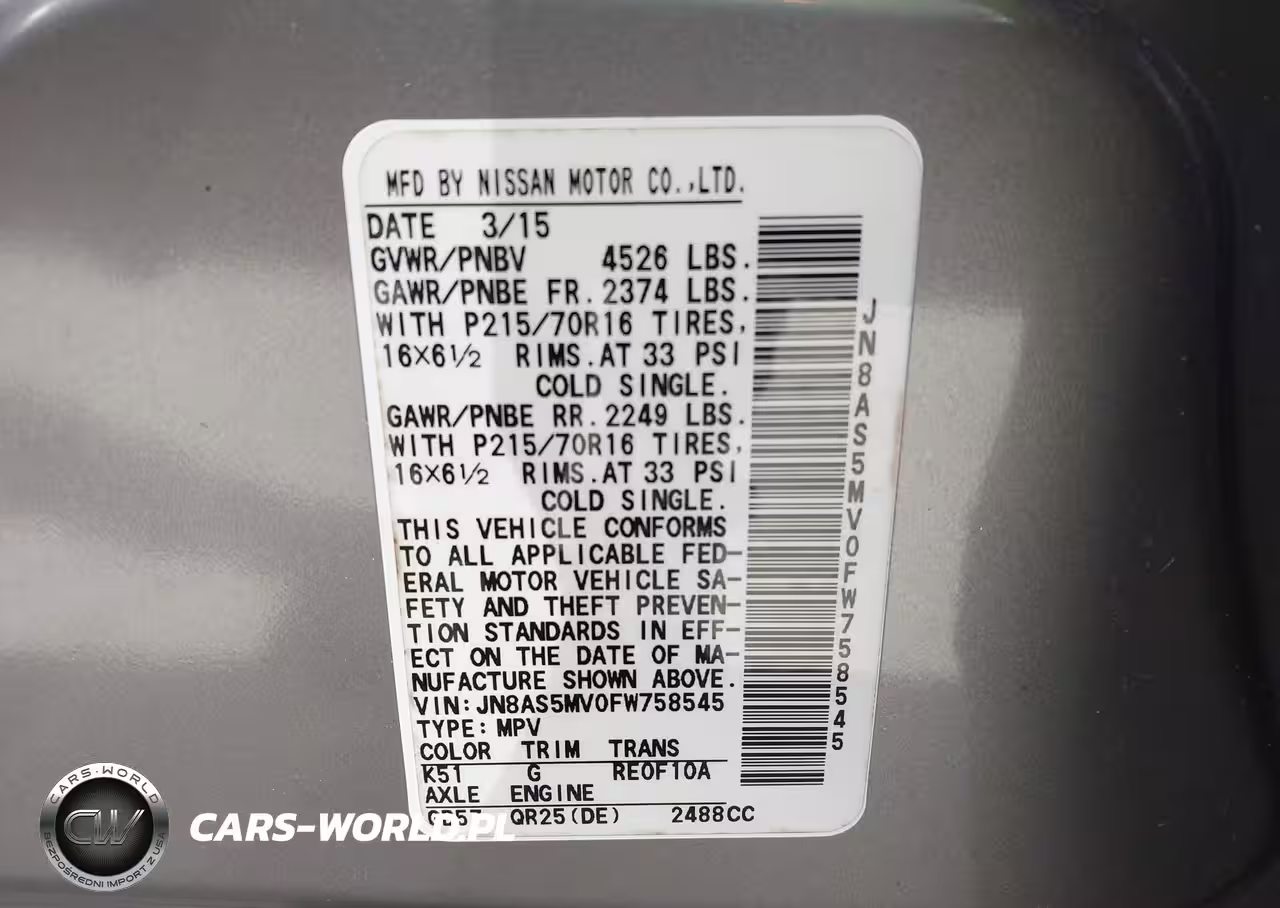 MFD BY NISSAN MOTOR CO.,LTD.
DATE 3/15
GVWR/PNBV 4526 LBS.
GAWR/PNBE FR. 2374 LBS.
WITH P215/70R16 TIRES,
16×6½ RIMS. AT 33 PSI
COLD SINGLE.
GAWR/PNBE RR. 2249 LBS.
WITH P215/70R16 TIRES,
16×6½ RIMS. AT 33 PSI
COLD SINGLE.
THIS VEHICLE CONFORMS
TO ALL APPLICABLE FED-
ERAL MOTOR VEHICLE SA-
FETY AND THEFT PREVEN-
TION STANDARDS IN EFF-
ECT ON THE DATE OF MA-
NUFACTURE SHOWN ABOVE.
VIN: JN8AS5MV0FW758545
TYPE: MPV
COLOR TRIM TRANS
K51 G RE0F10A
AXLE ENGINE
QR25(DE) 2488CC
JN8AS5MV0FW758545
CARS-WORLD
CW
BEZPOŚREDNI IMPORT Z USA
CARS-WORLD.PL